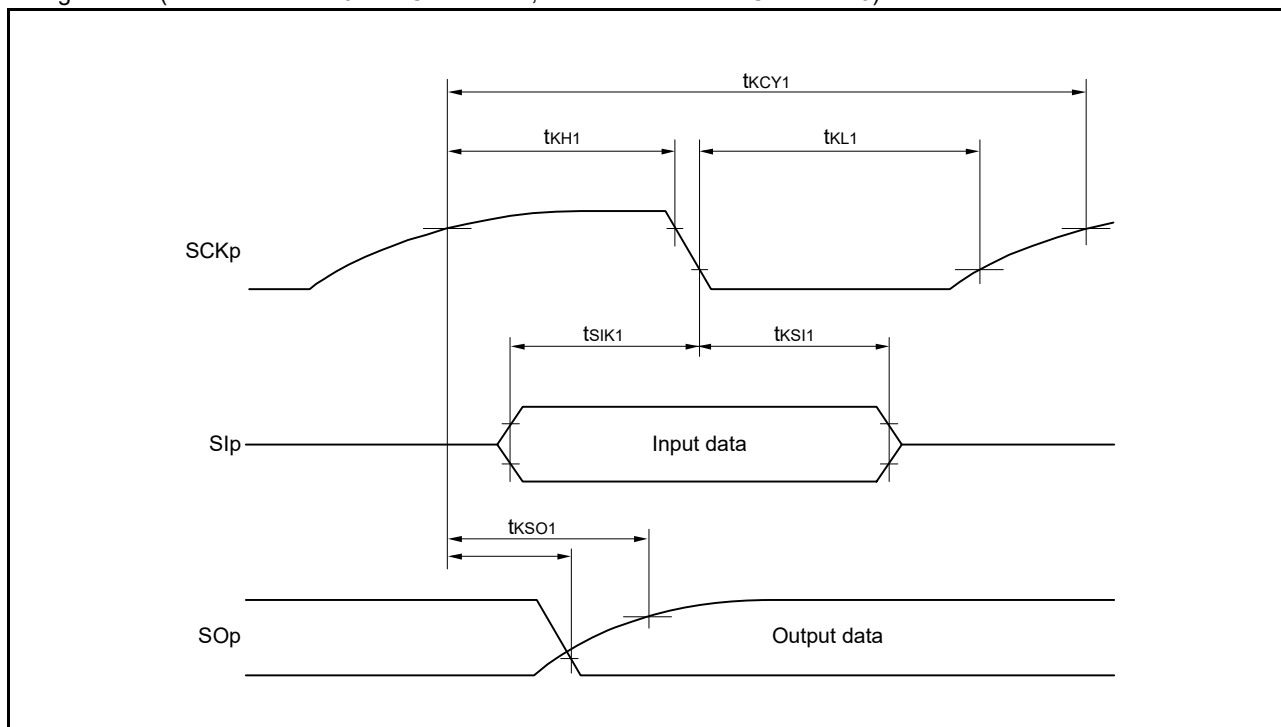 tKCY1
tKH1
tKL1
SCKp
tSIK1
tKSI1
SIp
Input data
tKSO1
SOp
Output data